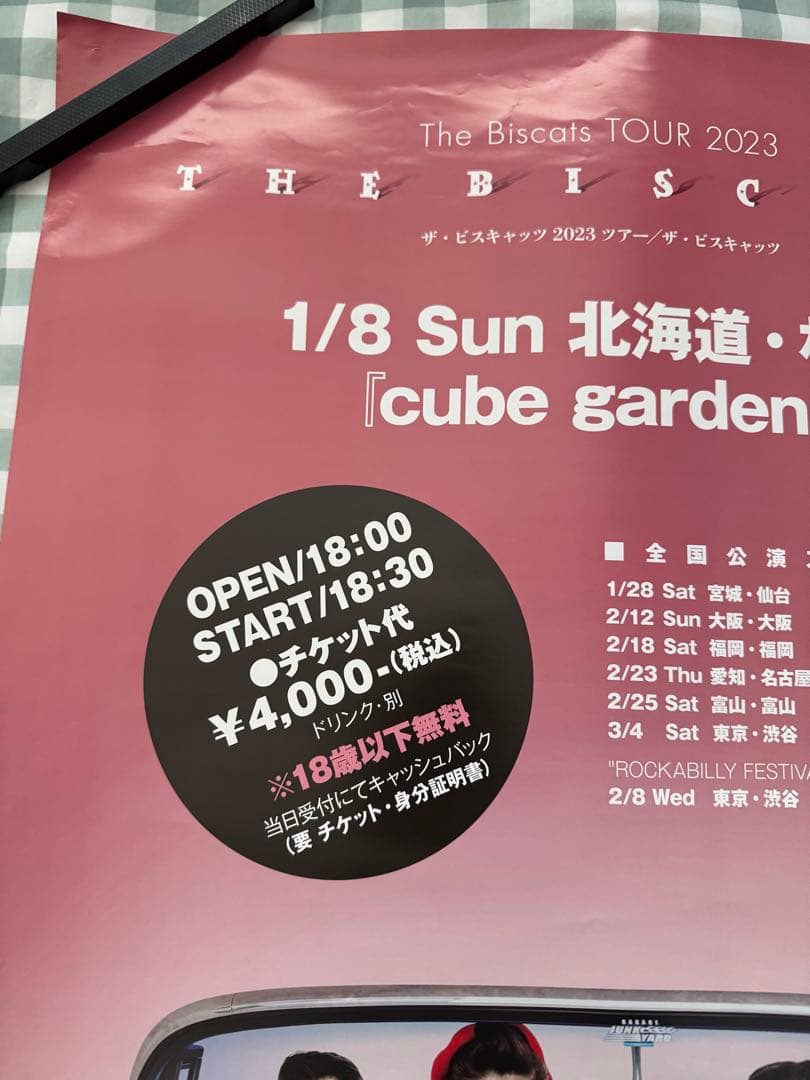 The Biscats TOUR 2023
THE BISC
ザ・ビスキャッツ 2023 ツアー/ザ・ビスキャッツ
1/8 Sun 北海道・
『cube garden
OPEN/18:00
START/18:30
●チケット代
¥4,000-(税込)
ドリンク・別
※18歳以下無料
当日受付にてキャッシュバック
(要 チケット・身分証明書)
■ 全国公演
1/28 Sat 宮城・仙台
2/12 Sun 大阪・大阪
2/18 Sat 福岡・福岡
2/23 Thu 愛知・名古屋
2/25 Sat 富山・富山
3/4 Sat 東京・渋谷
"ROCKABILLY FESTIVA
2/8 Wed 東京・渋谷
GARAGE
JUNK YARD